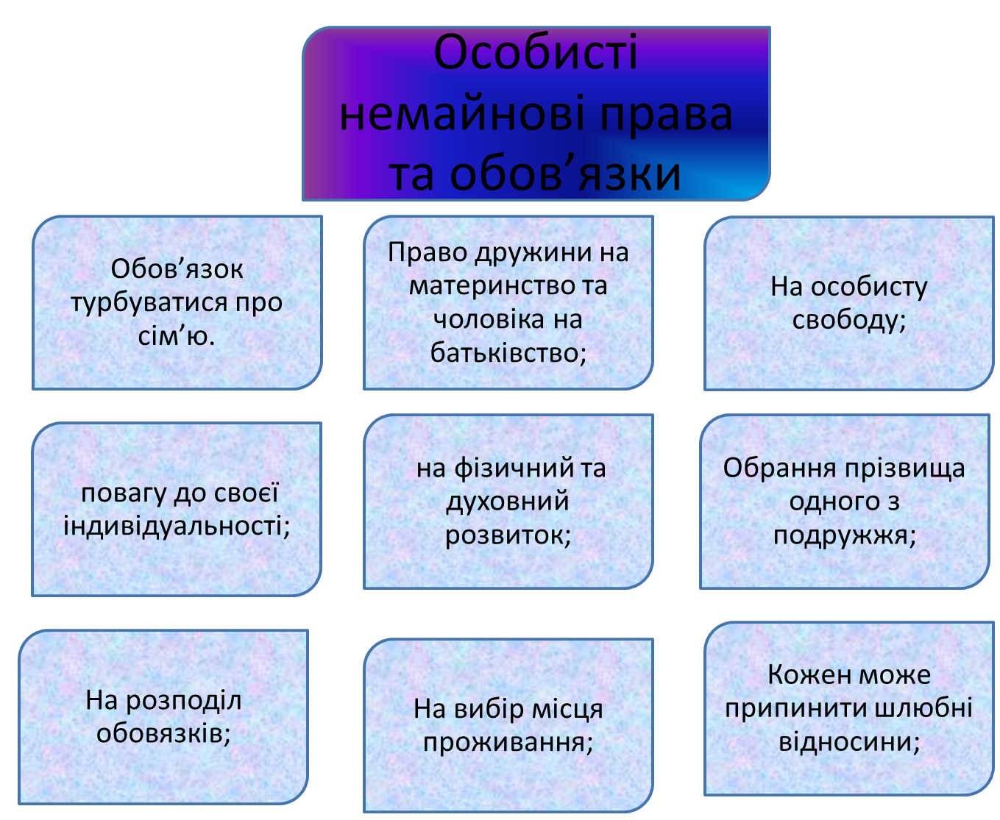 Особисті
немайнові права
та обов’язки
Обов’язок
турбуватися про
сім’ю.
Право дружини на
материнство та
чоловіка на
батьківство;
На особисту
свободу;
повагу до своєї
індивідуальності;
на фізичний та
духовний
розвиток;
Обрання прізвища
одного з
подружжя;
На розподіл
обовязків;
На вибір місця
проживання;
Кожен може
припинити шлюбні
відносини;